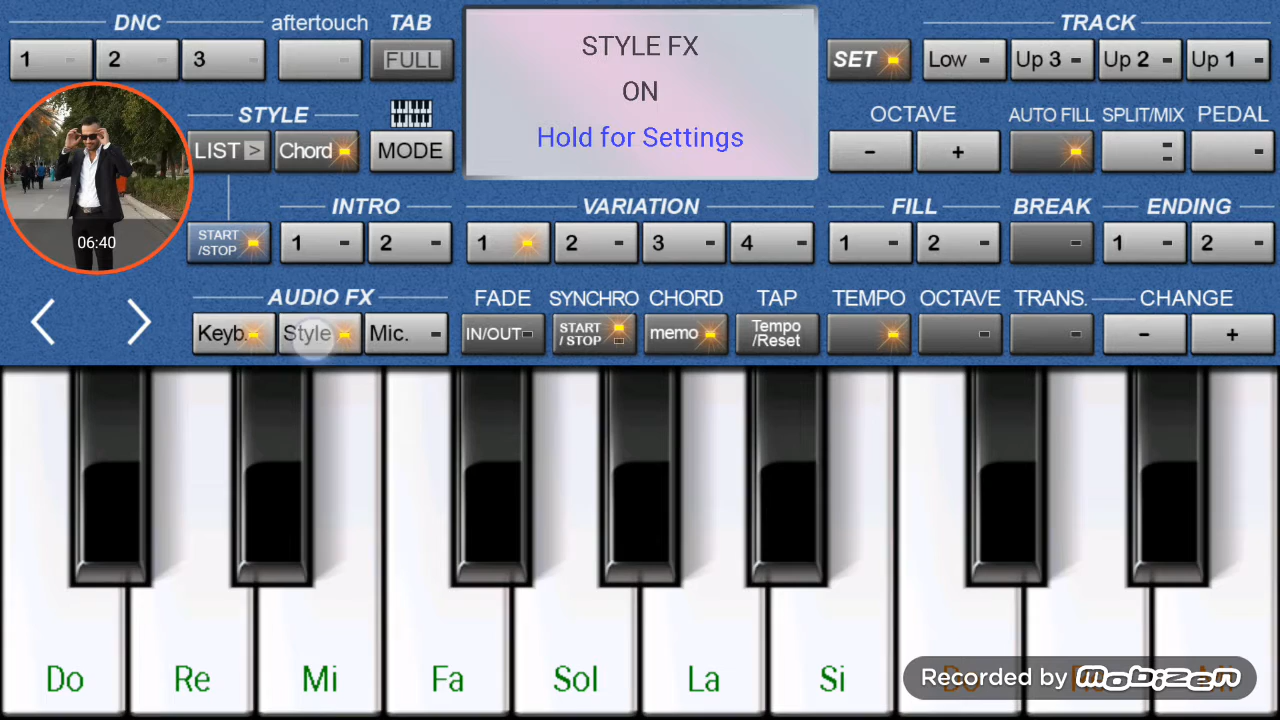 DNC aftertouch TAB TRACK
1 2 3 FULL SET Low Up 3 Up 2 Up 1
STYLE FX
ON
Hold for Settings
STYLE OCTAVE AUTO FILL SPLIT/MIX PEDAL
LIST > Chord MODE - +
INTRO VARIATION FILL BREAK ENDING
START
/STOP
1 2 1 2 3 4 1 2 1 2
06:40
AUDIO FX FADE SYNCHRO CHORD TAP TEMPO OCTAVE TRANS. CHANGE
Keyb. Style Mic. IN/OUT
START
/ STOP
memo
Tempo
/Reset
- +
Do Re Mi Fa Sol La Si
Recorded by mobizen